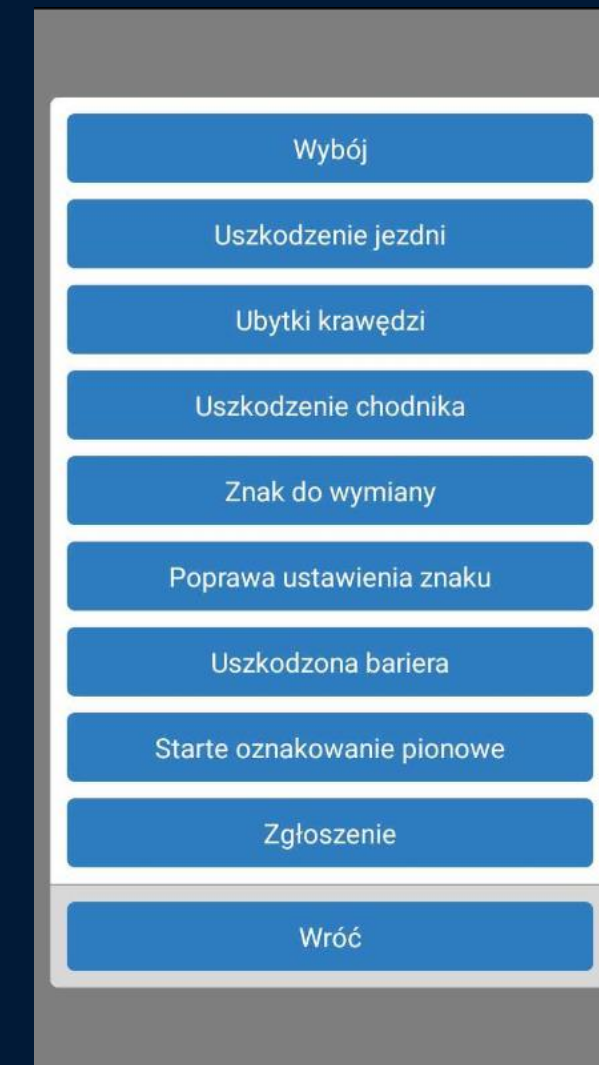 Wybój
Uszkodzenie jezdni
Ubytki krawędzi
Uszkodzenie chodnika
Znak do wymiany
Poprawa ustawienia znaku
Uszkodzona bariera
Starte oznakowanie pionowe
Zgłoszenie
Wróć